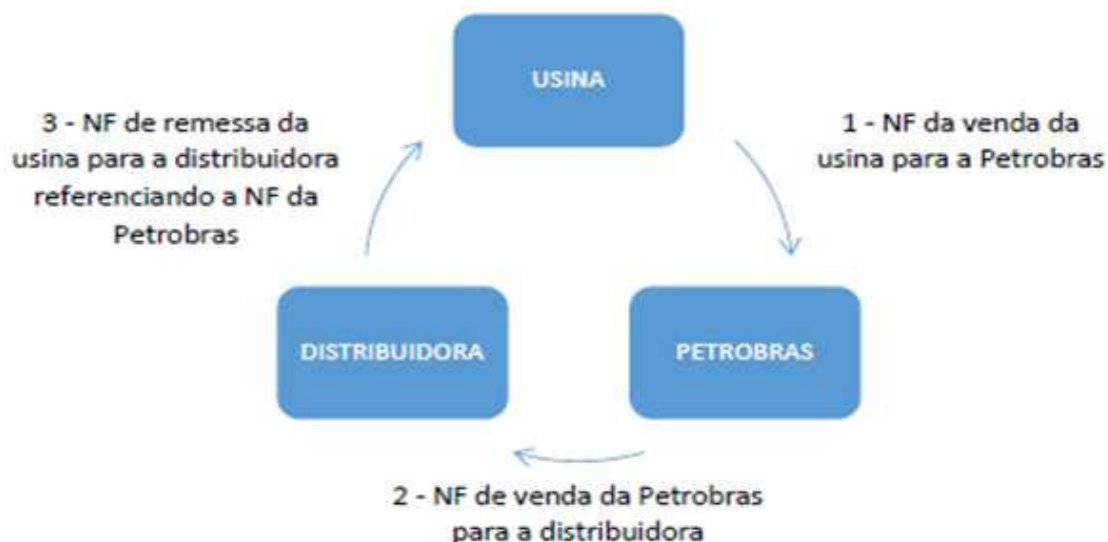 USINA
3 - NF de remessa da
usina para a distribuidora
referenciando a NF da
Petrobras
1 - NF da venda da
usina para a Petrobras
DISTRIBUIDORA
PETROBRAS
2 - NF de venda da Petrobras
para a distribuidora